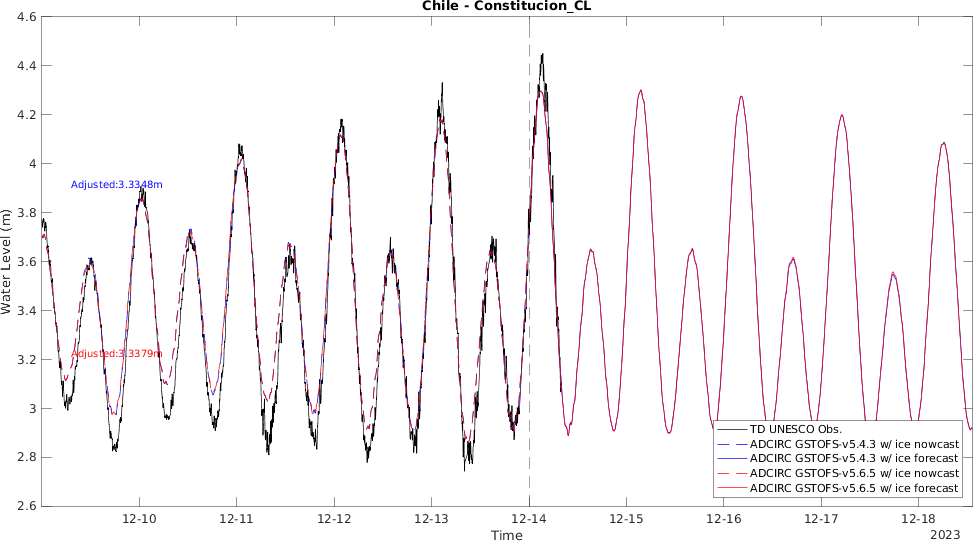 Chile - Constitucion_CL
4.6
4.4
4.2
4
3.8
3.6
3.4
3.2
3
2.8
2.6
Water Level (m)
Adjusted:3.3348m
Adjusted:3.3379m
TD UNESCO Obs.
ADCIRC GSTOFS-v5.4.3 w/ ice nowcast
ADCIRC GSTOFS-v5.4.3 w/ ice forecast
ADCIRC GSTOFS-v5.6.5 w/ ice nowcast
ADCIRC GSTOFS-v5.6.5 w/ ice forecast
12-10 12-11 12-12 12-13 12-14 12-15 12-16 12-17 12-18
Time
2023